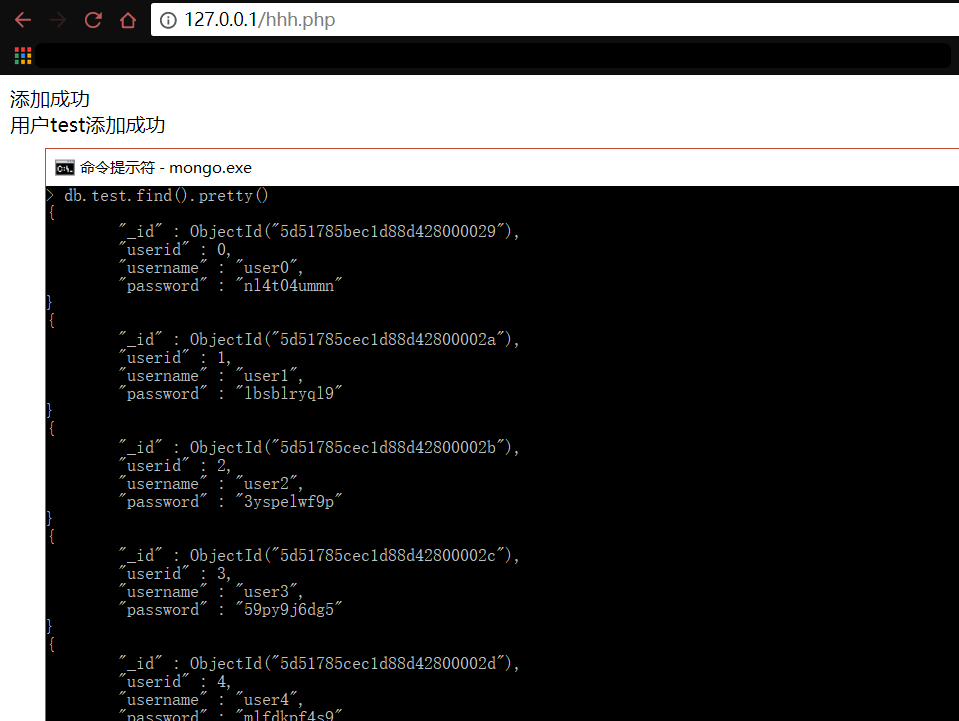 127.0.0.1/hhh.php
添加成功
用户test添加成功
命令提示符 - mongo.exe
> db.test.find().pretty()
{
"_id" : ObjectId("5d51785bec1d88d428000029"),
"userid" : 0,
"username" : "user0",
"password" : "nl4t04ummn"
}
{
"_id" : ObjectId("5d51785cec1d88d42800002a"),
"userid" : 1,
"username" : "user1",
"password" : "lbsblryql9"
}
{
"_id" : ObjectId("5d51785cec1d88d42800002b"),
"userid" : 2,
"username" : "user2",
"password" : "3yspelwf9p"
}
{
"_id" : ObjectId("5d51785cec1d88d42800002c"),
"userid" : 3,
"username" : "user3",
"password" : "59py9j6dg5"
}
{
"_id" : ObjectId("5d51785cec1d88d42800002d"),
"userid" : 4,
"username" : "user4",
"password" : "mlfdkpf4s9"